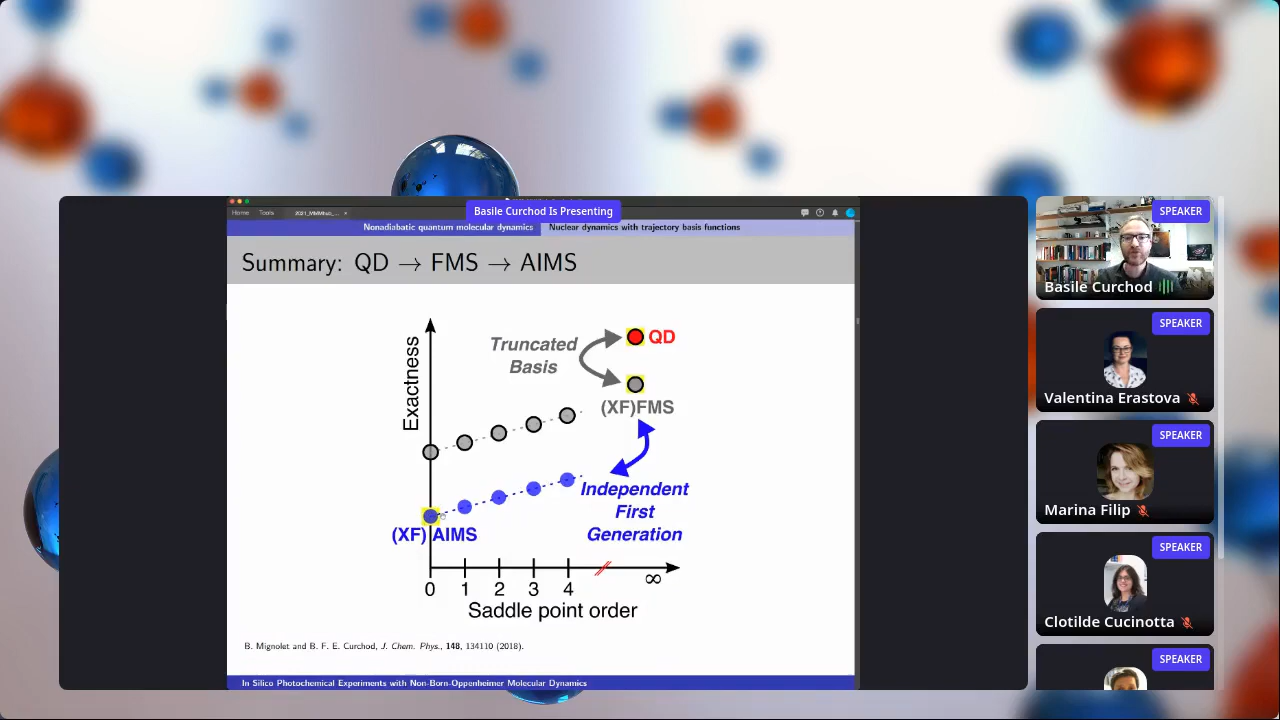 Basile Curchod Is Presenting
Home Tools
Nonadiabatic quantum molecular dynamics Nuclear dynamics with trajectory basis functions
Summary: QD → FMS → AIMS
Exactness
Truncated
Basis
QD
(XF)FMS
Independent
First
Generation
(XF)AIMS
0 1 2 3 4 ∞
Saddle point order
B. Mignolet and B. F. E. Curchod, J. Chem. Phys., 148, 134110 (2018).
In Silico Photochemical Experiments with Non-Born-Oppenheimer Molecular Dynamics
SPEAKER
Basile Curchod
SPEAKER
Valentina Erastova
SPEAKER
Marina Filip
SPEAKER
Clotilde Cucinotta
SPEAKER